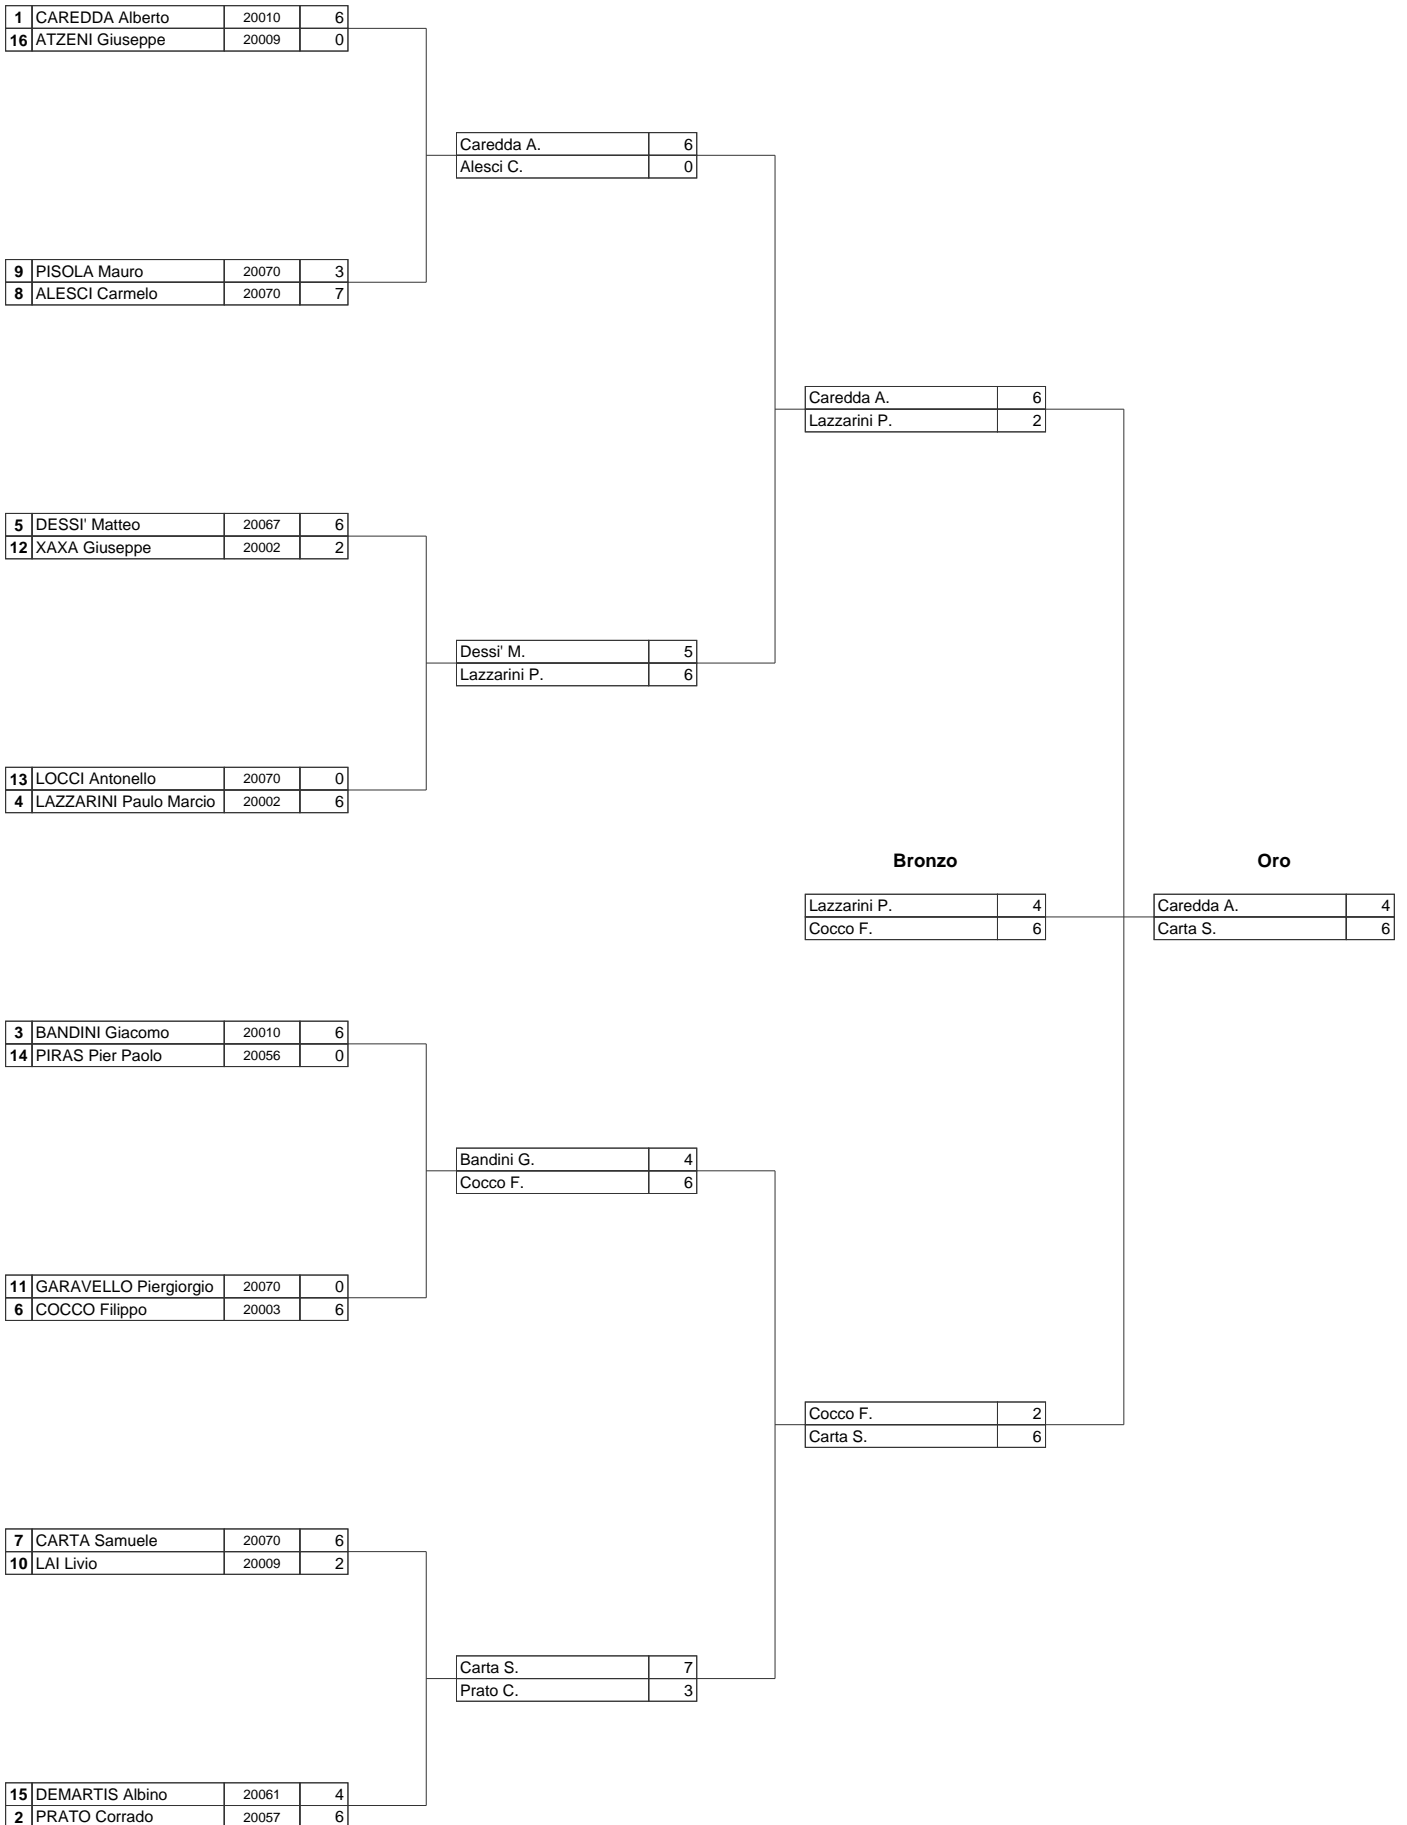 1 CAREDDA Alberto 20010 6
16 ATZENI Giuseppe 20009 0
Caredda A. 6
Alesci C. 0
9 PISOLA Mauro 20070 3
8 ALESCI Carmelo 20070 7
Caredda A. 6
Lazzarini P. 2
5 DESSI' Matteo 20067 6
12 XAXA Giuseppe 20002 2
Dessi' M. 5
Lazzarini P. 6
13 LOCCI Antonello 20070 0
4 LAZZARINI Paulo Marcio 20002 6
Bronzo Oro
Lazzarini P. 4 Caredda A. 4
Cocco F. 6 Carta S. 6
3 BANDINI Giacomo 20010 6
14 PIRAS Pier Paolo 20056 0
Bandini G. 4
Cocco F. 6
11 GARAVELLO Piergiorgio 20070 0
6 COCCO Filippo 20003 6
Cocco F. 2
Carta S. 6
7 CARTA Samuele 20070 6
10 LAI Livio 20009 2
Carta S. 7
Prato C. 3
15 DEMARTIS Albino 20061 4
2 PRATO Corrado 20057 6